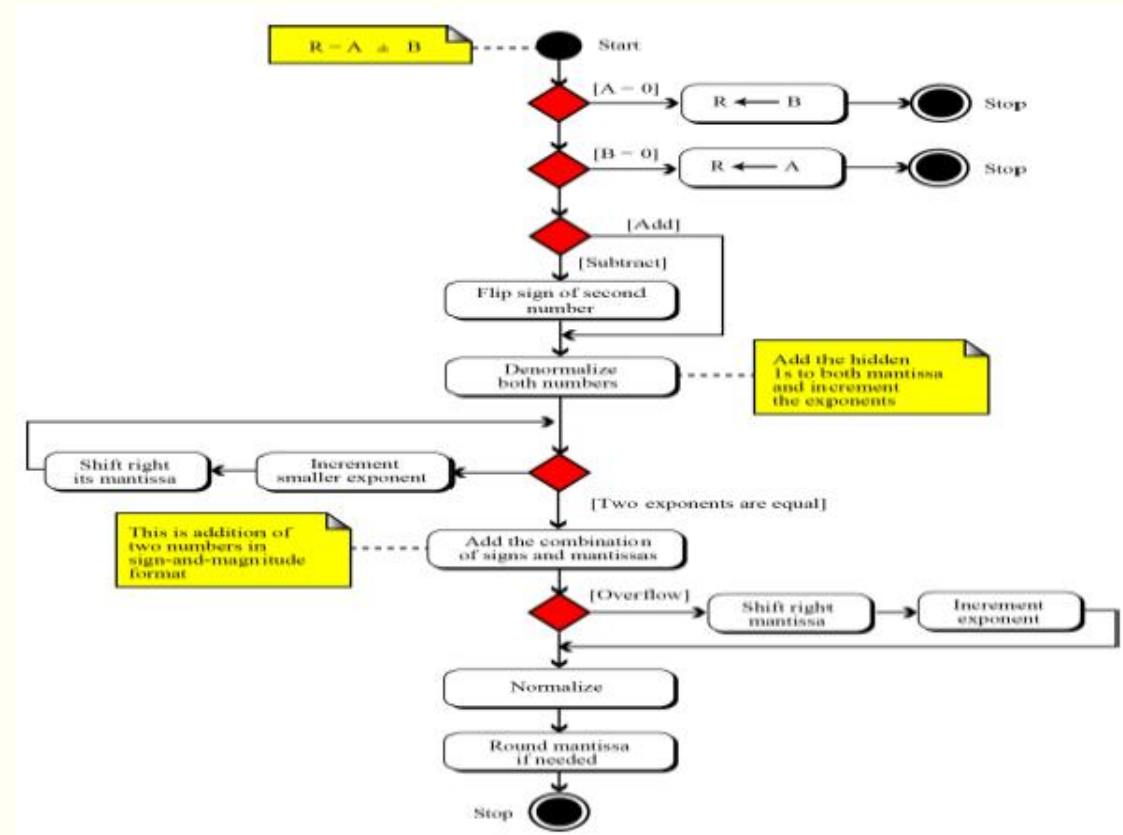 R = A ± B
Start
[A = 0]
R ← B
Stop
[B = 0]
R ← A
Stop
[Add]
[Subtract]
Flip sign of second
number
Denormalize
both numbers
Add the hidden
1s to both mantissa
and increment
the exponents
Shift right
its mantissa
Increment
smaller exponent
[Two exponents are equal]
This is addition of
two numbers in
sign-and-magnitude
format
Add the combination
of signs and mantissas
[Overflow]
Shift right
mantissa
Increment
exponent
Normalize
Round mantissa
if needed
Stop